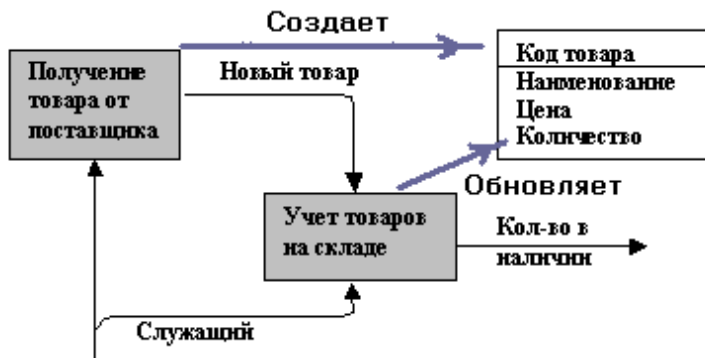 Создает
Получение
товара от
поставщика
Новый товар
Код товара
Наименование
Цена
Количество
Обновляет
Учет товаров
на складе
Кол-во в
наличии
Служащий